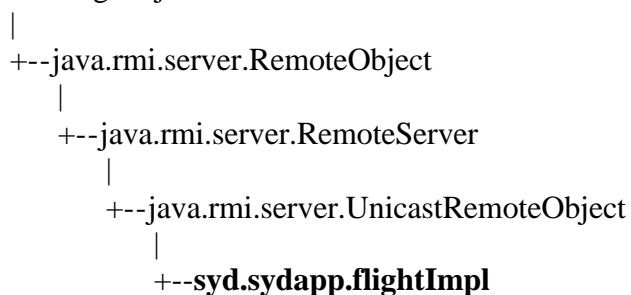 |
+--java.rmi.server.RemoteObject
|
+--java.rmi.server.RemoteServer
|
+--java.rmi.server.UnicastRemoteObject
|
+--syd.sydapp.flightImpl